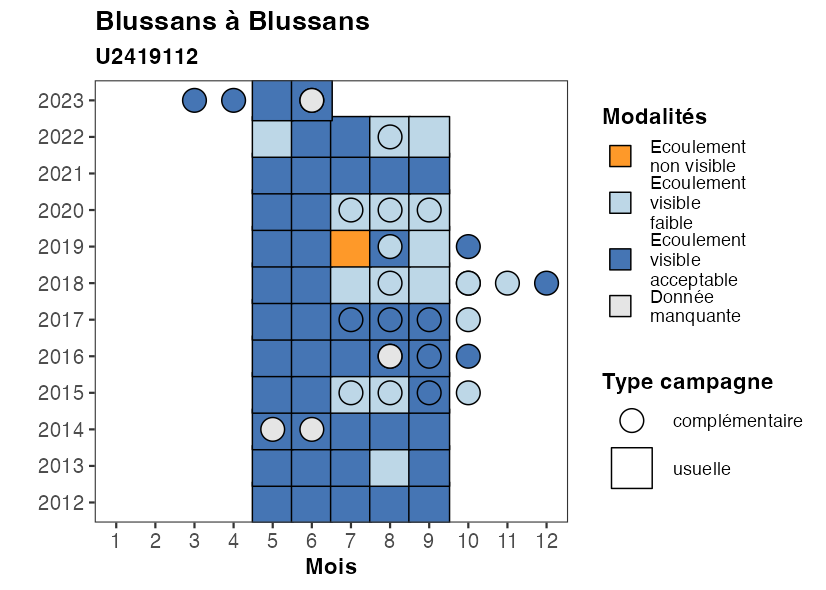 Blussans à Blussans
U2419112
2023
2022
2021
2020
2019
2018
2017
2016
2015
2014
2013
2012
1 2 3 4 5 6 7 8 9 10 11 12
Mois
Modalités
Ecoulement
non visible
Ecoulement
visible
faible
Ecoulement
visible
acceptable
Donnée
manquante
Type campagne
complémentaire
usuelle